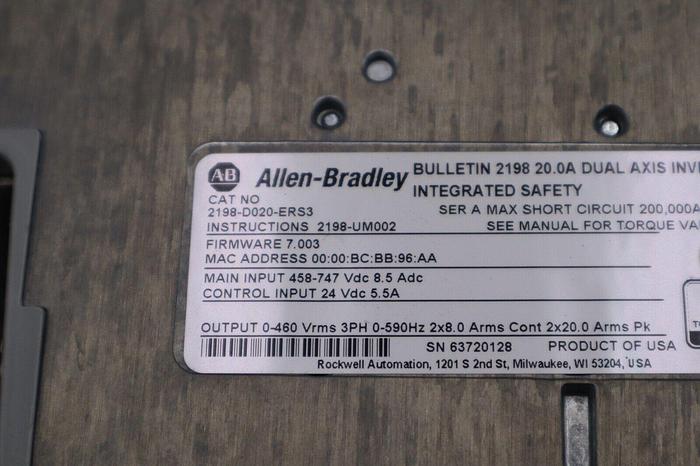 AB Allen-Bradley BULLETIN 2198 20.0A DUAL AXIS
INTEGRATED SAFETY
CAT NO
2198-D020-ERS3 SER A MAX SHORT CIRCUIT 200,000A
INSTRUCTIONS 2198-UM002 SEE MANUAL FOR TORQUE
FIRMWARE 7.003
MAC ADDRESS 00:00:BC:BB:96:AA
MAIN INPUT 458-747 Vdc 8.5 Adc
CONTROL INPUT 24 Vdc 5.5A
OUTPUT 0-460 Vrms 3PH 0-590Hz 2x8.0 Arms Cont 2x20.0 Arms Pk
SN 63720128 PRODUCT OF USA
Rockwell Automation, 1201 S 2nd St, Milwaukee, WI 53204, USA